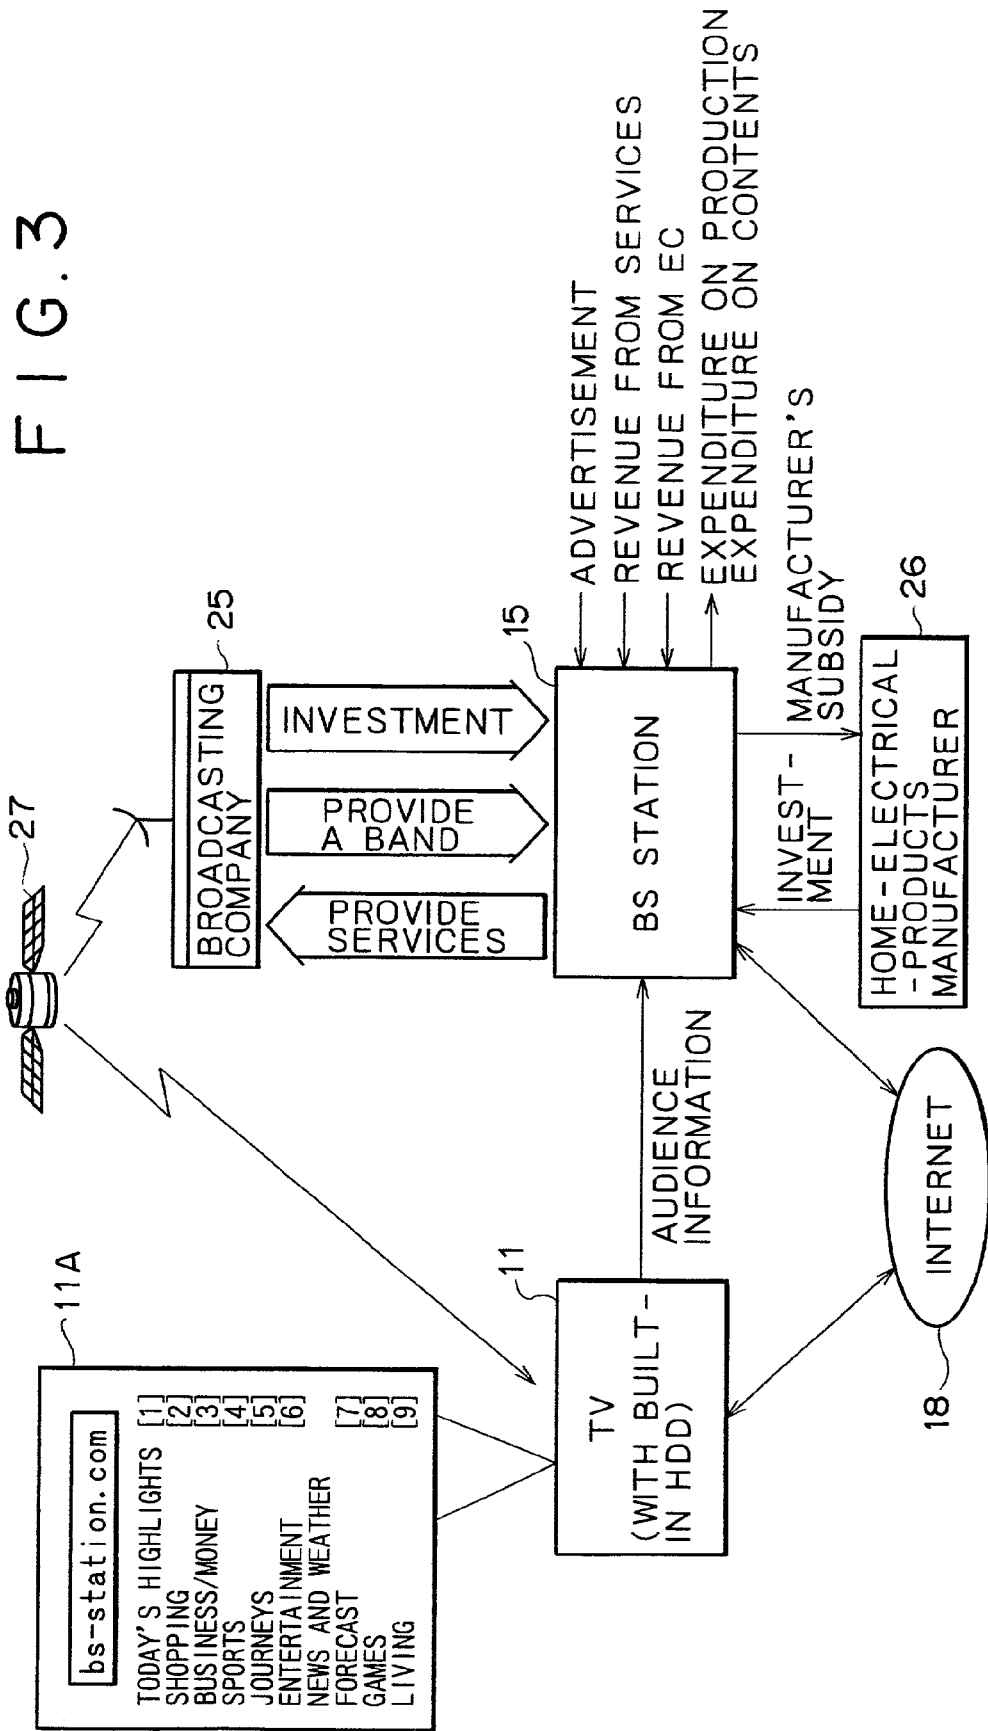 FIG.3
27
11A
bs-station.com
TODAY'S HIGHLIGHTS [1]
SHOPPING [2]
BUSINESS/MONEY [3]
SPORTS [4]
JOURNEYS [5]
ENTERTAINMENT [6]
NEWS AND WEATHER
FORECAST [7]
GAMES [8]
LIVING [9]
25
BROADCASTING
COMPANY
PROVIDE
SERVICES
PROVIDE
A BAND
INVESTMENT
11
TV
(WITH BUILT-
IN HDD)
AUDIENCE
INFORMATION
15
BS STATION
ADVERTISEMENT
REVENUE FROM SERVICES
REVENUE FROM EC
EXPENDITURE ON PRODUCTION
EXPENDITURE ON CONTENTS
INVEST-
MENT
MANUFACTURER'S
SUBSIDY
18
INTERNET
26
HOME-ELECTRICAL
-PRODUCTS
MANUFACTURER